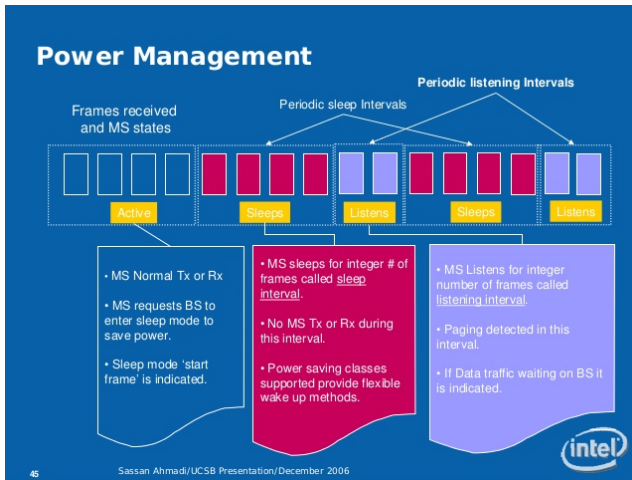 Power Management
Periodic listening Intervals
Periodic sleep Intervals
Frames received
and MS states
Active
Sleeps
Listens
Sleeps
Listens
• MS Normal Tx or Rx
• MS requests BS to
enter sleep mode to
save power.
• Sleep mode ‘start
frame’ is indicated.
• MS sleeps for integer # of
frames called sleep
interval.
• No MS Tx or Rx during
this interval.
• Power saving classes
supported provide flexible
wake up methods.
• MS Listens for integer
number of frames called
listening interval.
• Paging detected in this
interval.
• If Data traffic waiting on BS it
is indicated.
intel
45
Sassan Ahmadi/UCSB Presentation/December 2006